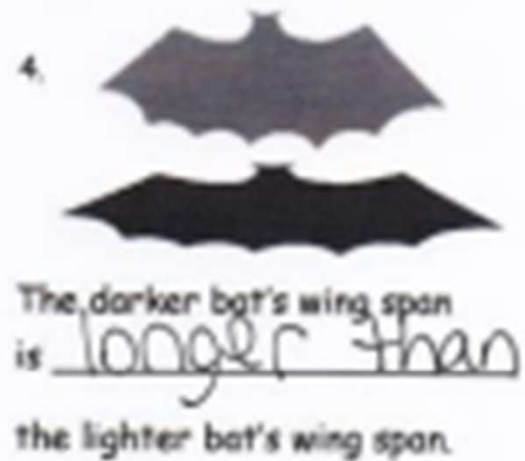 4.
The darker bat's wing span
is longer than
the lighter bat's wing span.